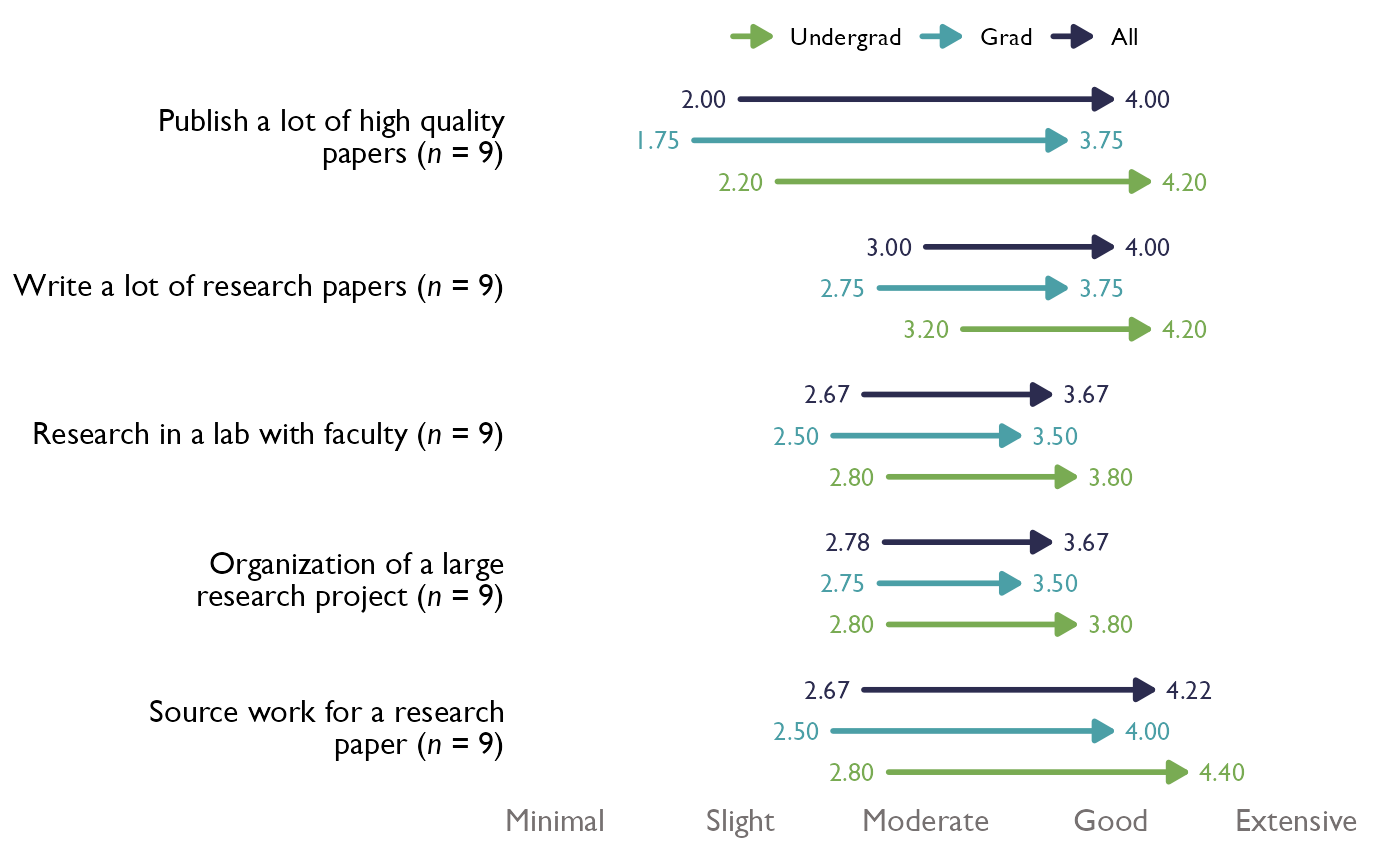 Undergrad Grad All
2.00 4.00
Publish a lot of high quality
1.75 3.75
papers (n = 9)
2.20 4.20
3.00 4.00
Write a lot of research papers (n = 9) 2.75 3.75
3.20 4.20
2.67 3.67
Research in a lab with faculty (n = 9) 2.50 3.50
2.80 3.80
2.78 3.67
Organization of a large
2.75 3.50
research project (n = 9)
2.80 3.80
2.67 4.22
Source work for a research
2.50 4.00
paper (n = 9)
2.80 4.40
Minimal Slight Moderate Good Extensive